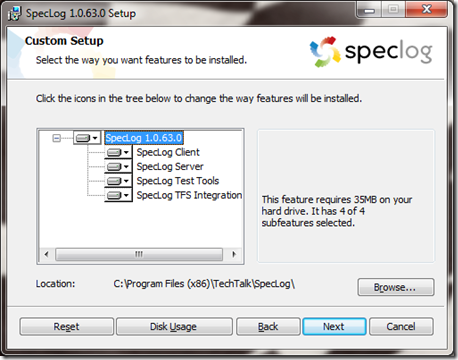 SpecLog 1.0.63.0 Setup
Custom Setup
Select the way you want features to be installed.
speclog
Click the icons in the tree below to change the way features will be installed.
SpecLog 1.0.63.0
SpecLog Client
SpecLog Server
SpecLog Test Tools
SpecLog TFS Integration
This feature requires 35MB on your hard drive. It has 4 of 4 subfeatures selected.
Location: C:\Program Files (x86)\TechTalk\SpecLog\
Browse...
Reset Disk Usage Back Next Cancel